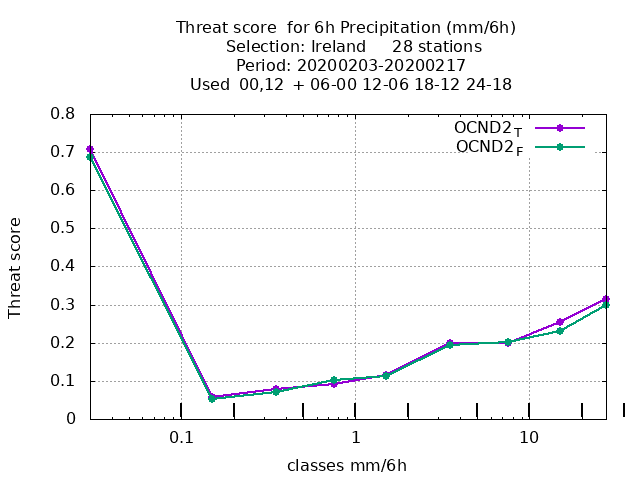 Threat score  for 6h Precipitation (mm/6h)
Selection: Ireland     28 stations
Period: 20200203-20200217
Used  00,12  + 06-00 12-06 18-12 24-18
OCND2T
OCND2F
0.8
0.7
0.6
0.5
0.4
0.3
0.2
0.1
0
Threat score
0.1 1 10
classes mm/6h